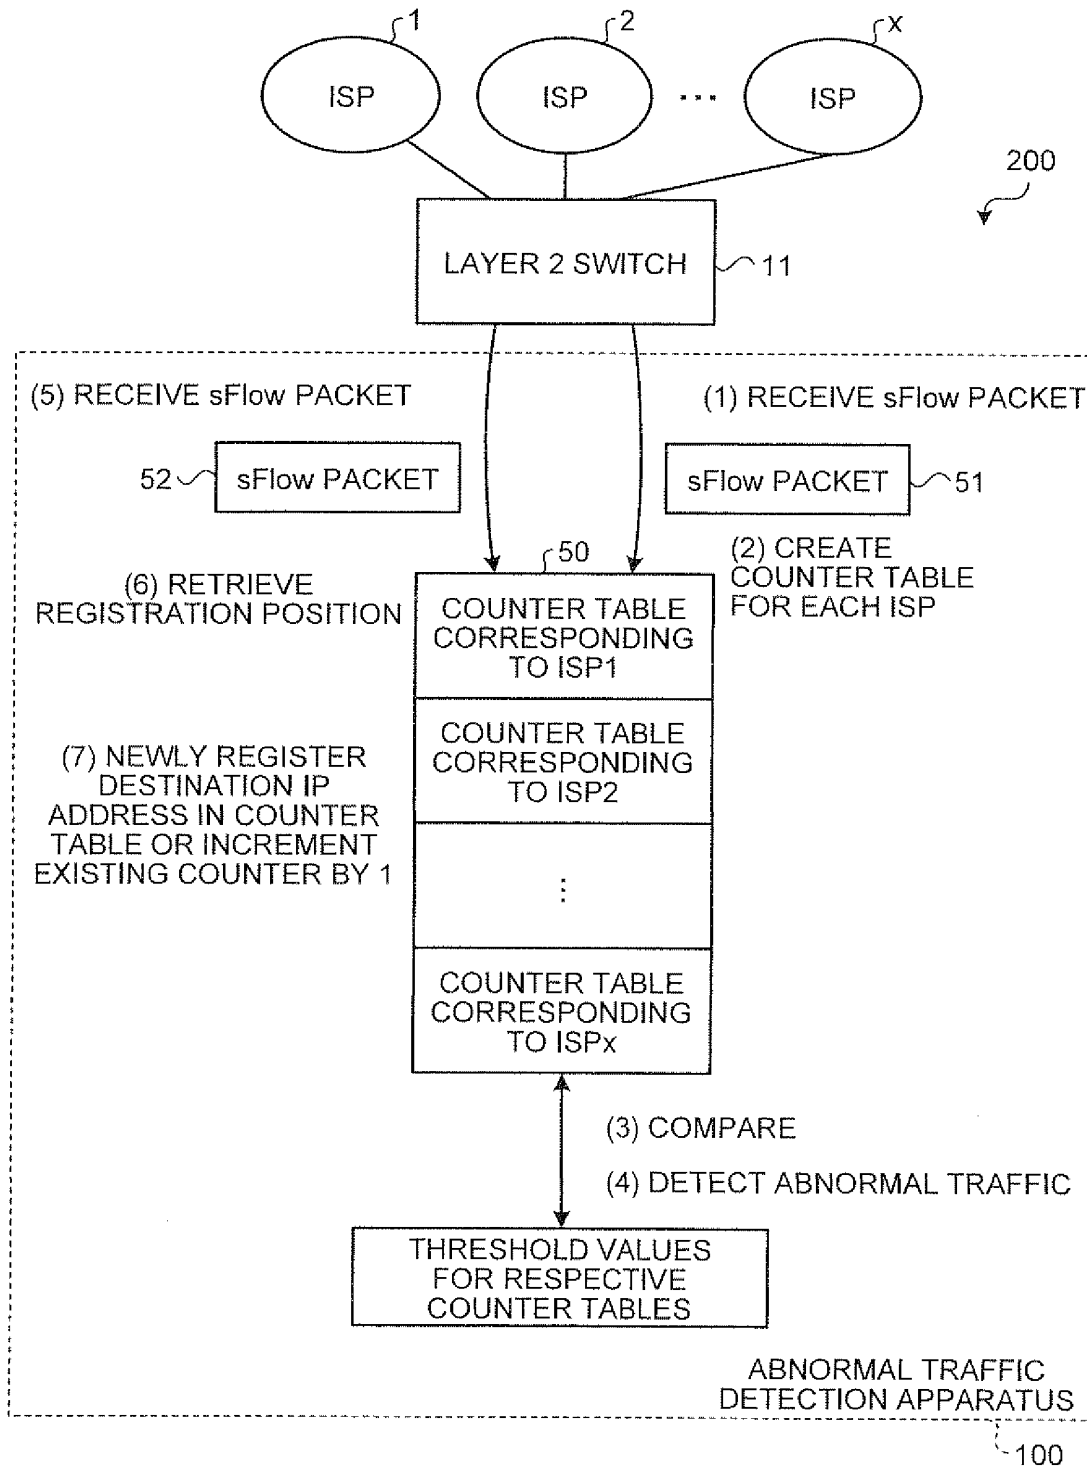 1
2
x
ISP
ISP
...
ISP
200
LAYER 2 SWITCH
11
(5) RECEIVE sFlow PACKET
(1) RECEIVE sFlow PACKET
52
sFlow PACKET
sFlow PACKET
51
50
(2) CREATE
COUNTER TABLE
FOR EACH ISP
(6) RETRIEVE
REGISTRATION POSITION
COUNTER TABLE
CORRESPONDING
TO ISP1
COUNTER TABLE
CORRESPONDING
TO ISP2
(7) NEWLY REGISTER
DESTINATION IP
ADDRESS IN COUNTER
TABLE OR INCREMENT
EXISTING COUNTER BY 1
⋮
COUNTER TABLE
CORRESPONDING
TO ISPx
(3) COMPARE
(4) DETECT ABNORMAL TRAFFIC
THRESHOLD VALUES
FOR RESPECTIVE
COUNTER TABLES
ABNORMAL TRAFFIC
DETECTION APPARATUS
100